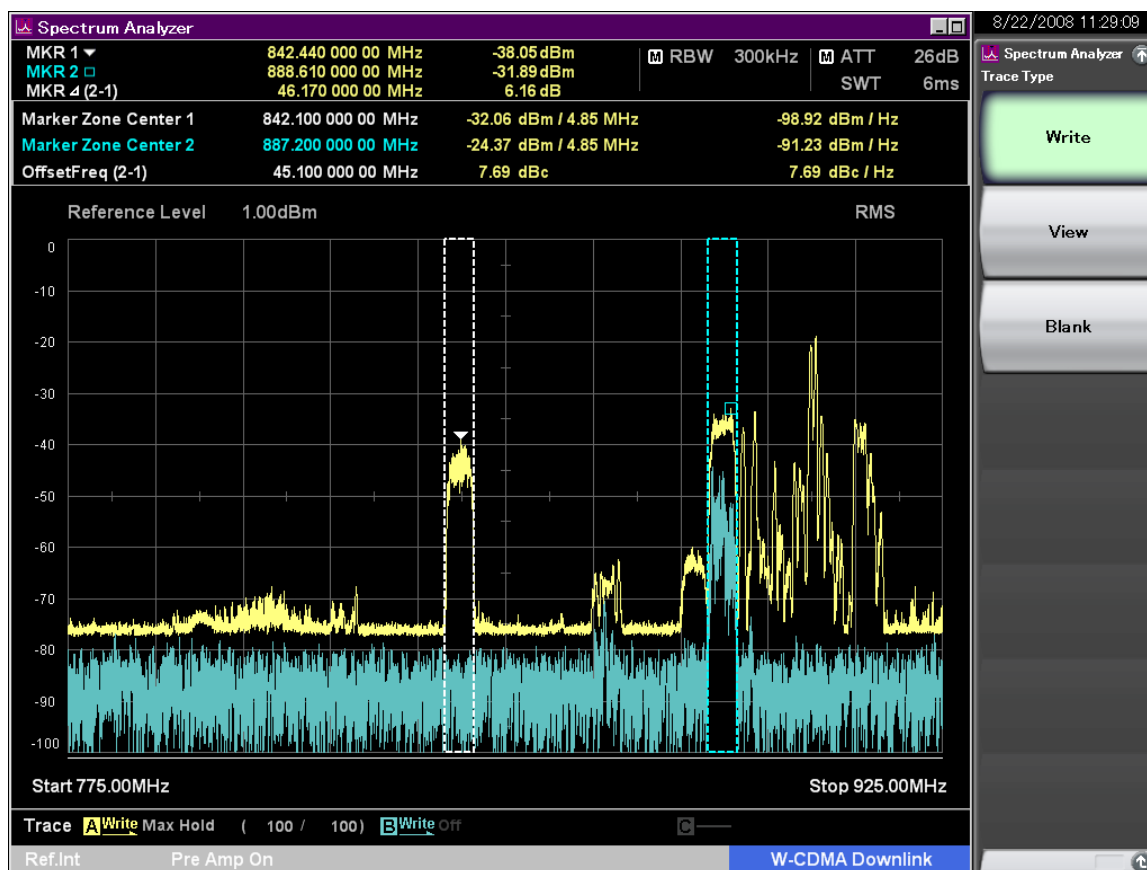 Spectrum Analyzer
8/22/2008 11:29:09
MKR 1 842.440 000 00 MHz -38.05 dBm
MKR 2 888.610 000 00 MHz -31.89 dBm
MKR ⊿ (2-1) 46.170 000 00 MHz 6.16 dB
M RBW 300kHz M ATT 26dB
SWT 6ms
Marker Zone Center 1 842.100 000 00 MHz -32.06 dBm / 4.85 MHz -98.92 dBm / Hz
Marker Zone Center 2 887.200 000 00 MHz -24.37 dBm / 4.85 MHz -91.23 dBm / Hz
OffsetFreq (2-1) 45.100 000 00 MHz 7.69 dBc 7.69 dBc / Hz
Reference Level 1.00dBm RMS
0
-10
-20
-30
-40
-50
-60
-70
-80
-90
-100
Start 775.00MHz Stop 925.00MHz
Trace A Write Max Hold ( 100 / 100) B Write Off C
Ref.Int Pre Amp On W-CDMA Downlink
Spectrum Analyzer
Trace Type
Write
View
Blank